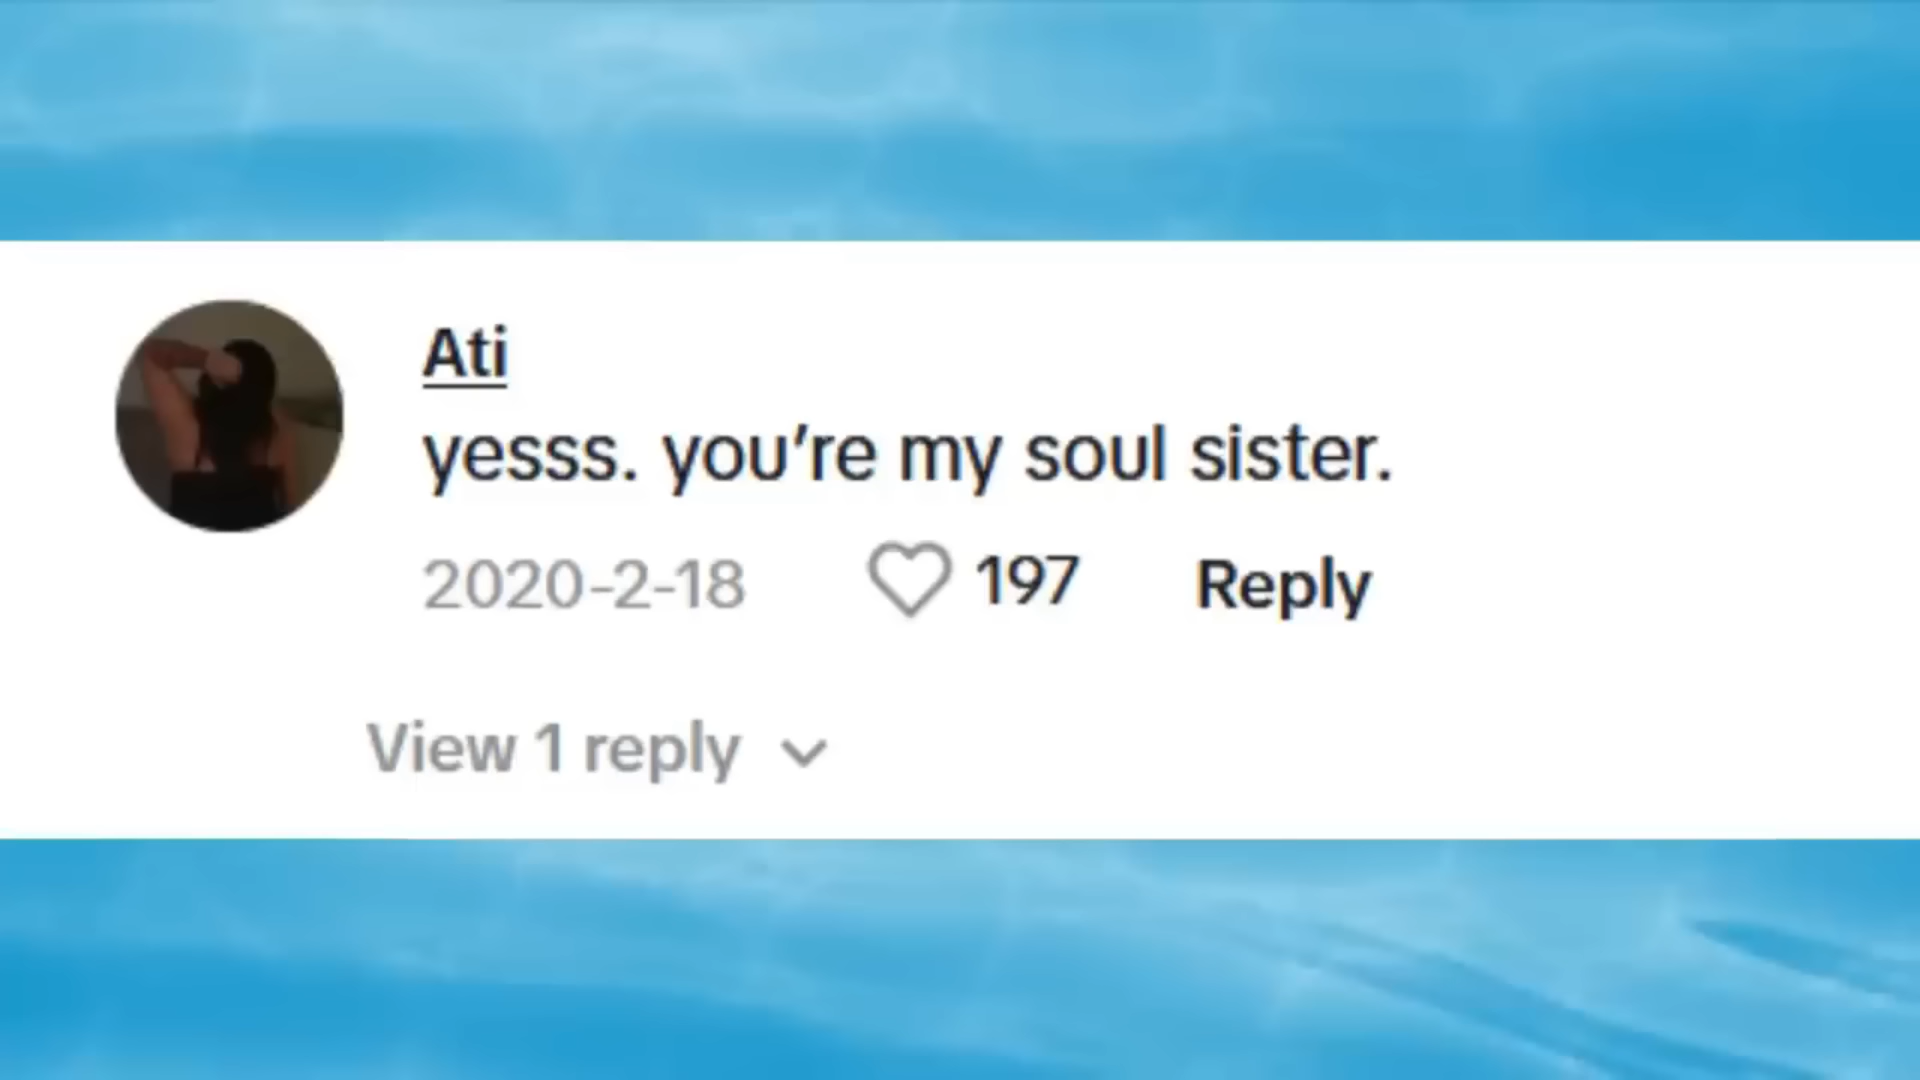 Ati
yesss. you're my soul sister.
2020-2-18 197 Reply
View 1 reply